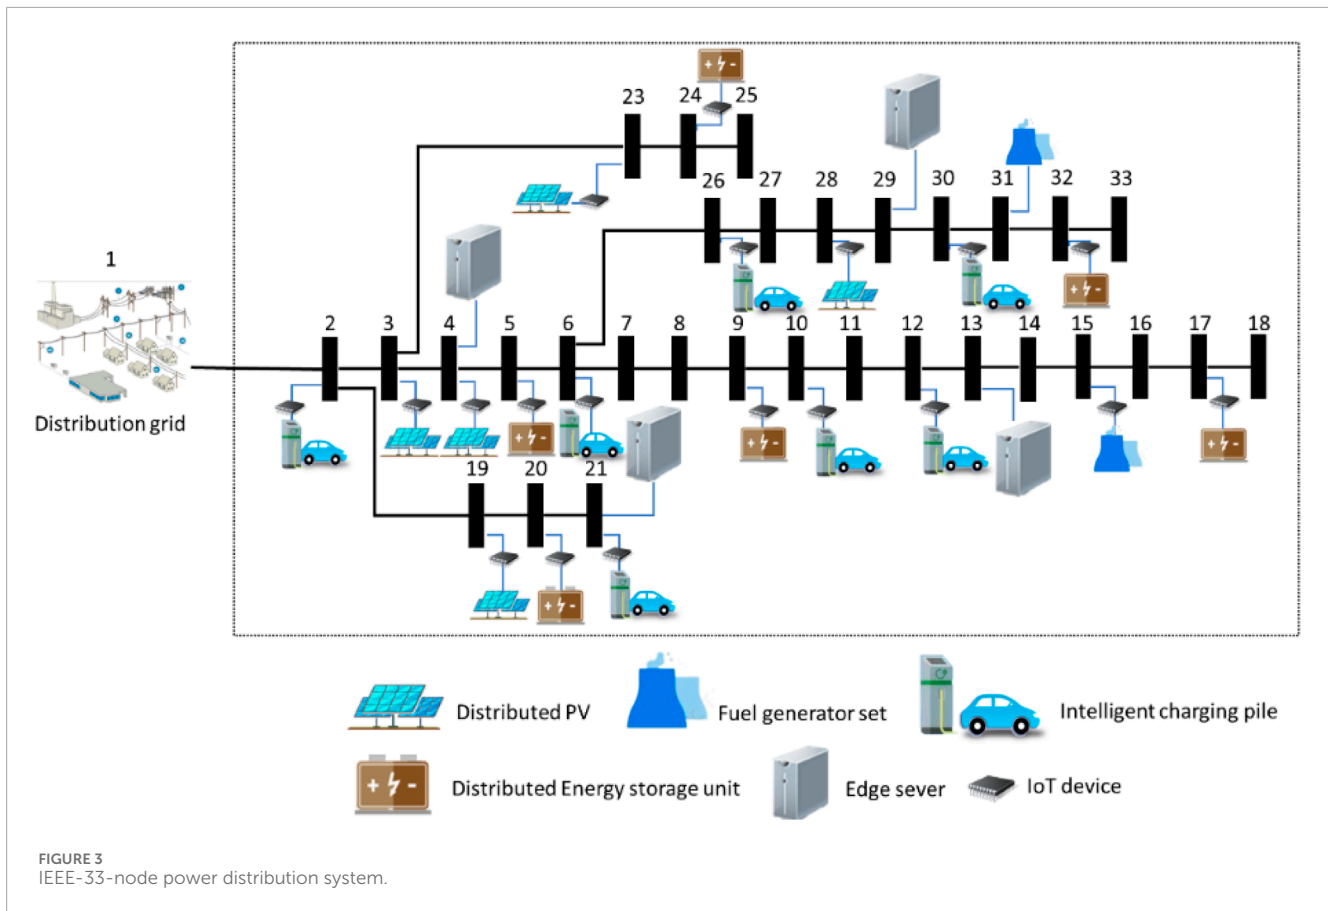 23 24 25
26 27 28 29 30 31 32 33
1
2 3 4 5 6 7 8 9 10 11 12 13 14 15 16 17 18
Distribution grid
19 20 21
Distributed PV
Fuel generator set
Intelligent charging pile
Distributed Energy storage unit
Edge sever
IoT device
FIGURE 3
IEEE-33-node power distribution system.